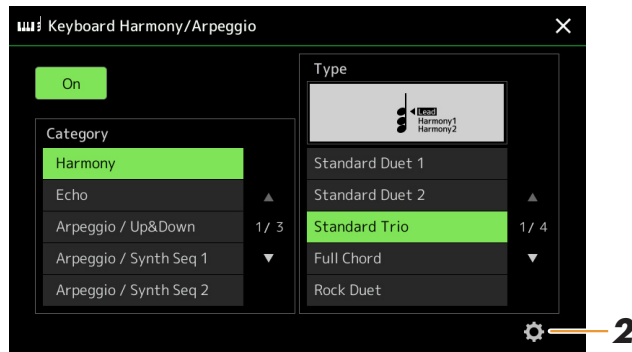 Keyboard Harmony/Arpeggio
On
Category
Harmony
Echo
Arpeggio / Up&Down
Arpeggio / Synth Seq 1
Arpeggio / Synth Seq 2
1/ 3
Type
Lead
Harmony1
Harmony2
Standard Duet 1
Standard Duet 2
Standard Trio
Full Chord
Rock Duet
1/ 4
2